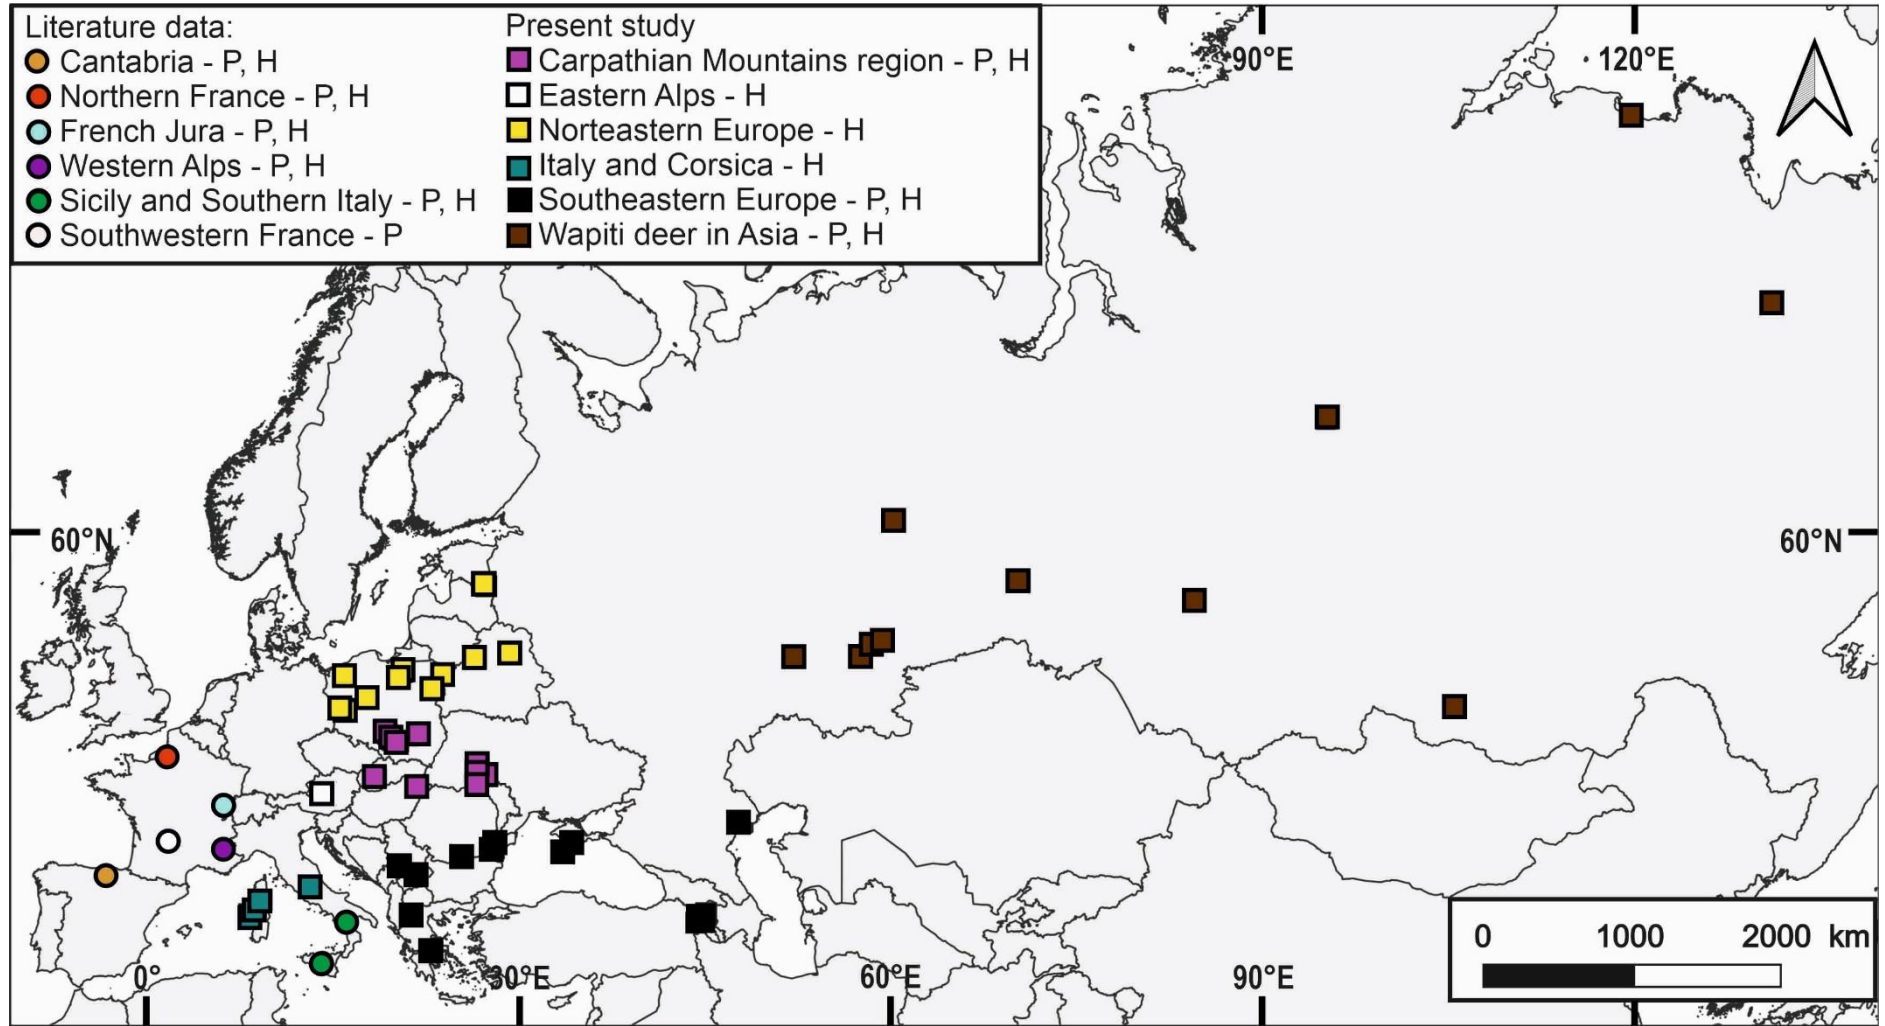 Literature data:
Cantabria - P, H
Northern France - P, H
French Jura - P, H
Western Alps - P, H
Sicily and Southern Italy - P, H
Southwestern France - P
Present study
Carpathian Mountains region - P, H
Eastern Alps - H
Norteastern Europe - H
Italy and Corsica - H
Southeastern Europe - P, H
Wapiti deer in Asia - P, H
90°E
120°E
60°N
60°N
0°
30°E
60°E
90°E
0 1000 2000 km